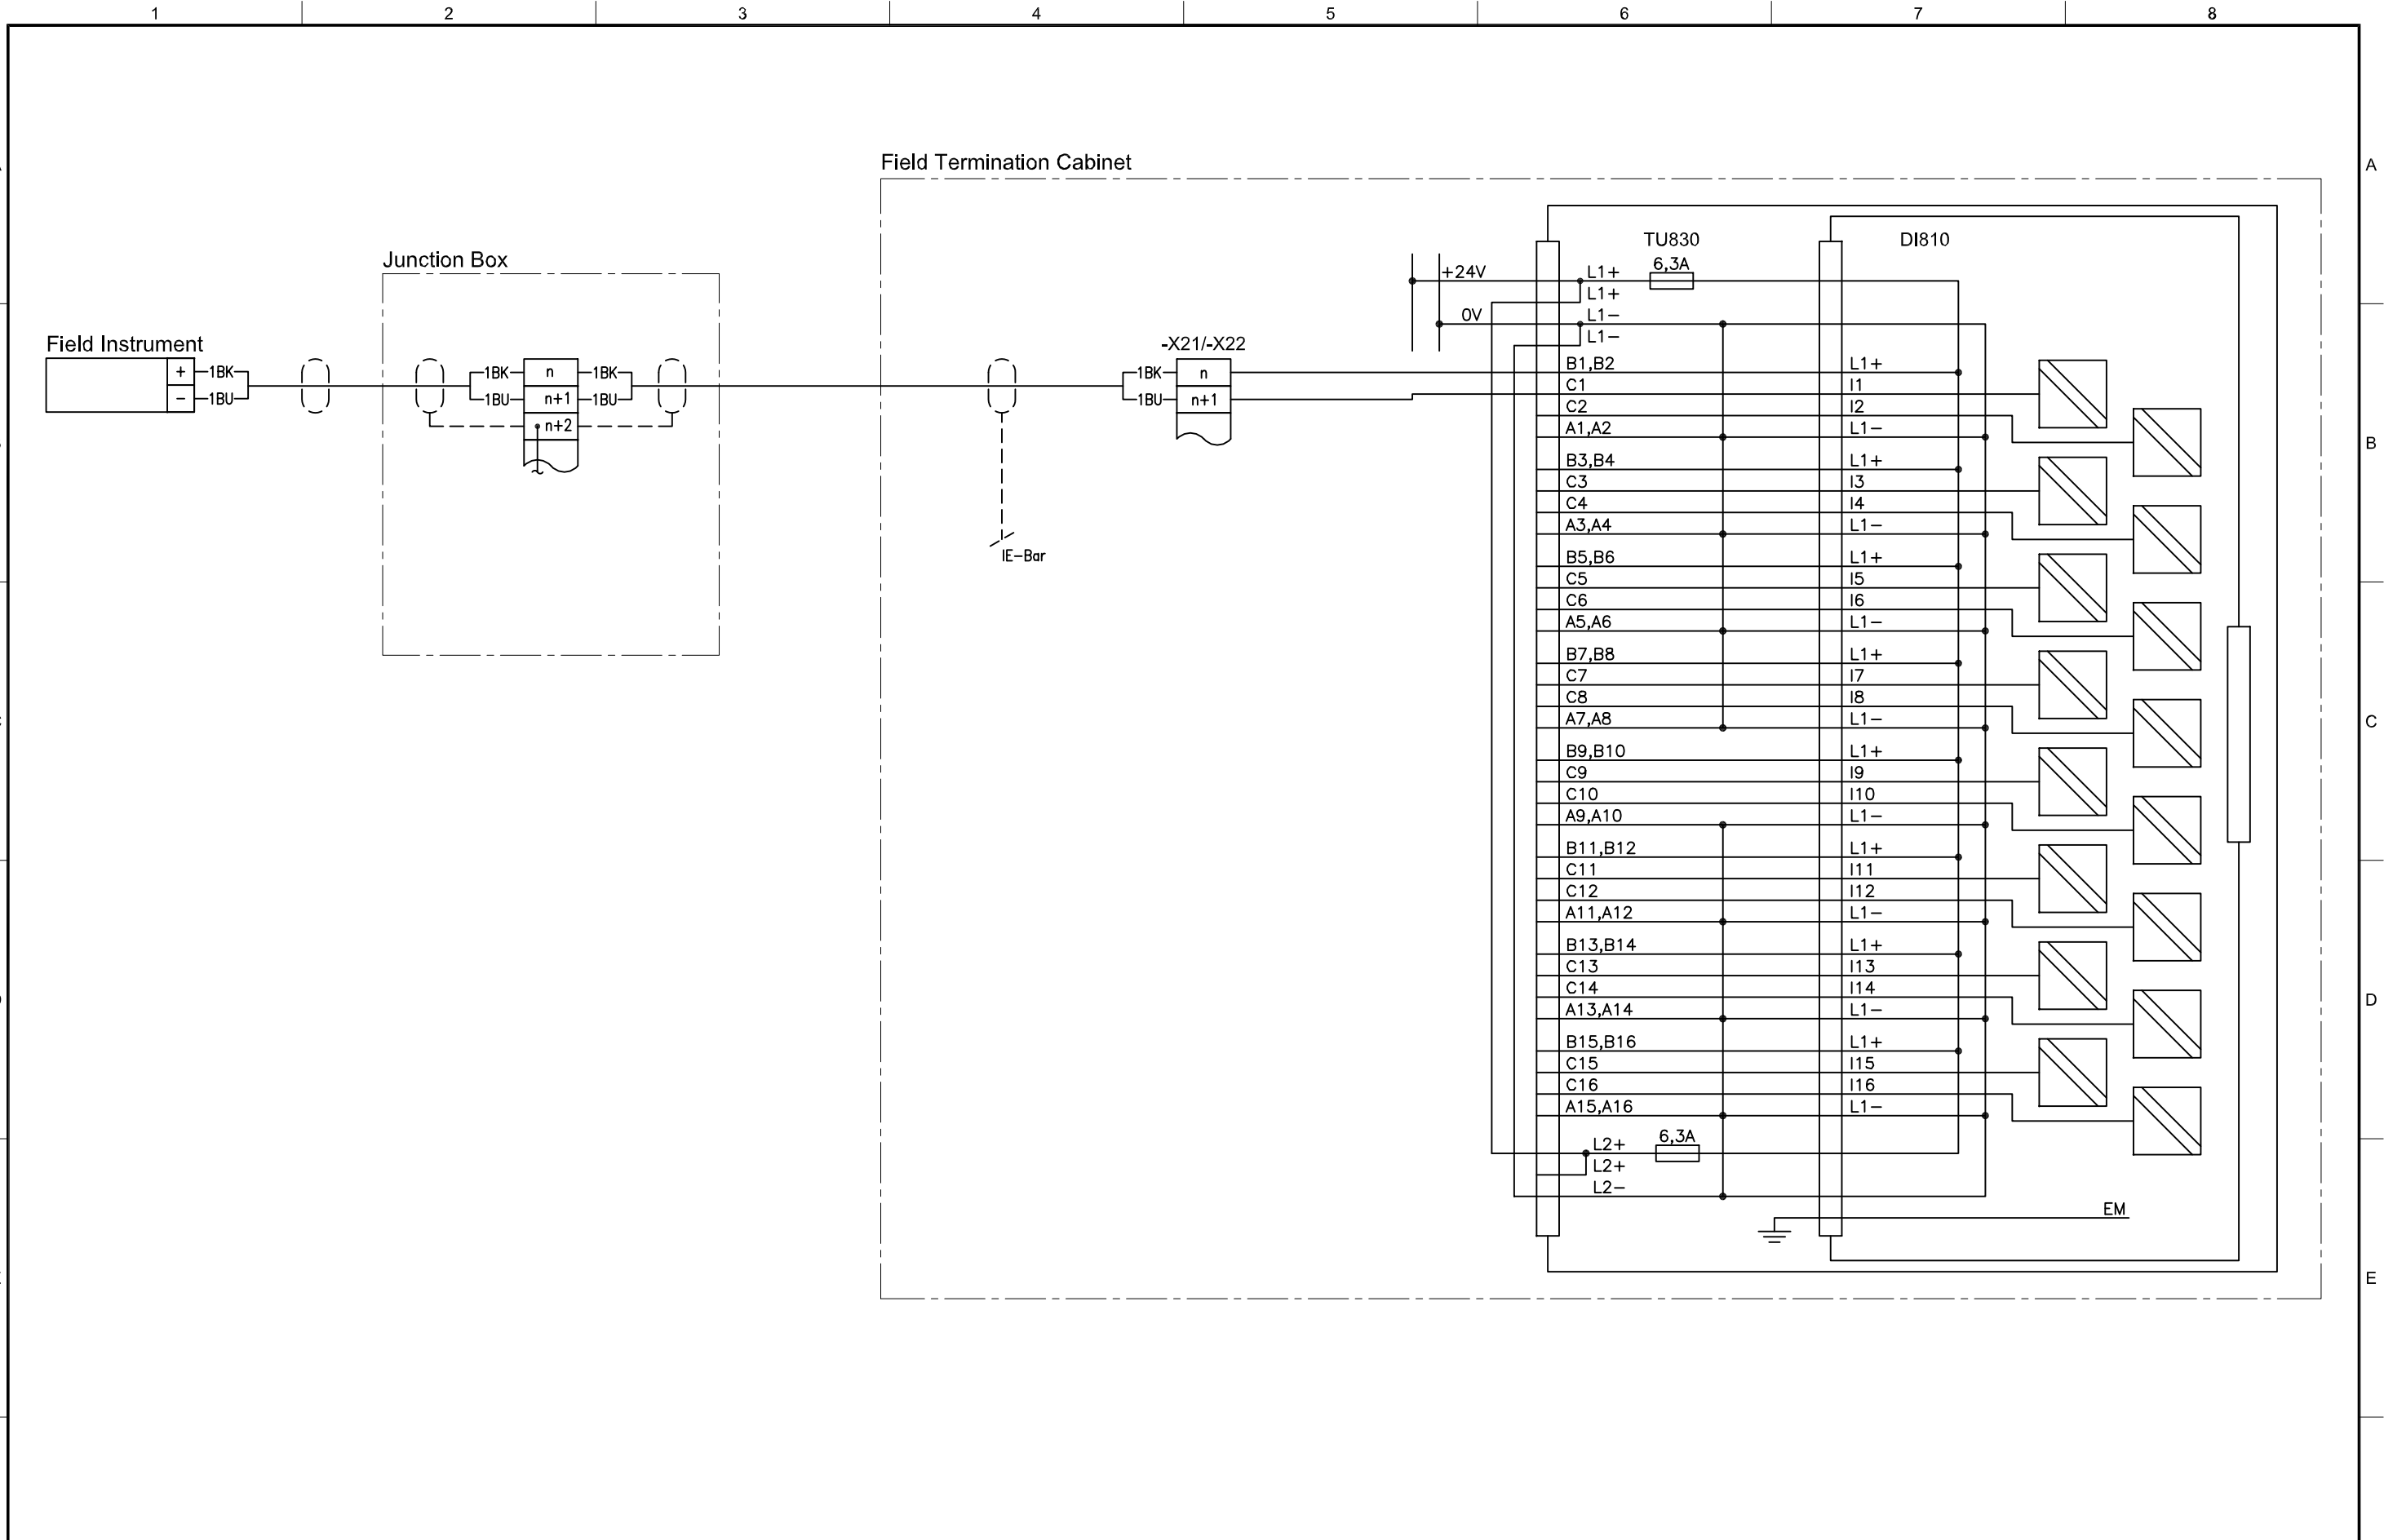 1 2 3 4 5 6 7 8
Field Termination Cabinet
A
TU830 DI810
Junction Box
6,3A
+24V L1+
L1+
0V L1-
L1-
Field Instrument
-X21/-X22
+ 1BK 1BK n 1BK 1BK n B1,B2 L1+
- 1BU 1BU n+1 1BU 1BU n+1 C1 I1
C2 I2
n+2 A1,A2 L1-
B
B3,B4 L1+
C3 I3
C4 I4
A3,A4 L1-
IE-Bar
B5,B6 L1+
C5 I5
C6 I6
A5,A6 L1-
B7,B8 L1+
C7 I7
C8 I8
A7,A8 L1-
C
B9,B10 L1+
C9 I9
C10 I10
A9,A10 L1-
B11,B12 L1+
C11 I11
C12 I12
A11,A12 L1-
B13,B14 L1+
C13 I13
C14 I14
D
A13,A14 L1-
B15,B16 L1+
C15 I15
C16 I16
A15,A16 L1-
L2+ 6,3A
L2+
L2-
EM
E